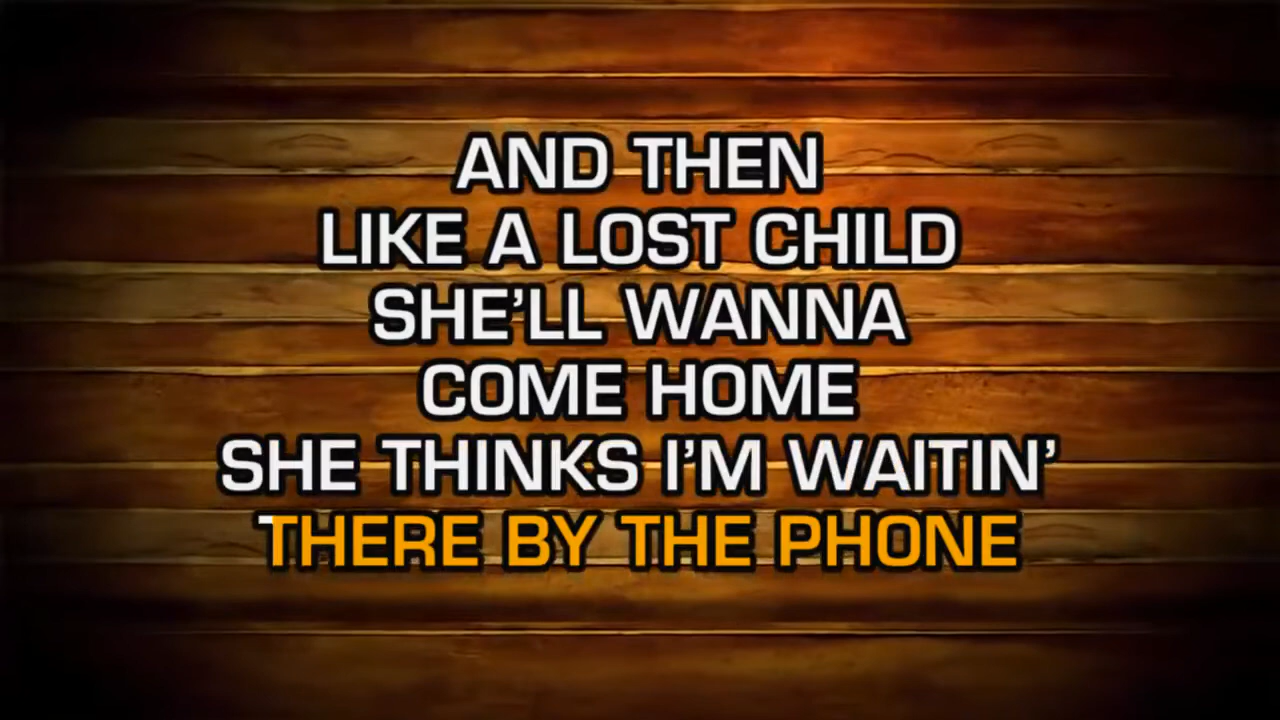 AND THEN
LIKE A LOST CHILD
SHE’LL WANNA
COME HOME
SHE THINKS I’M WAITIN’
THERE BY THE PHONE